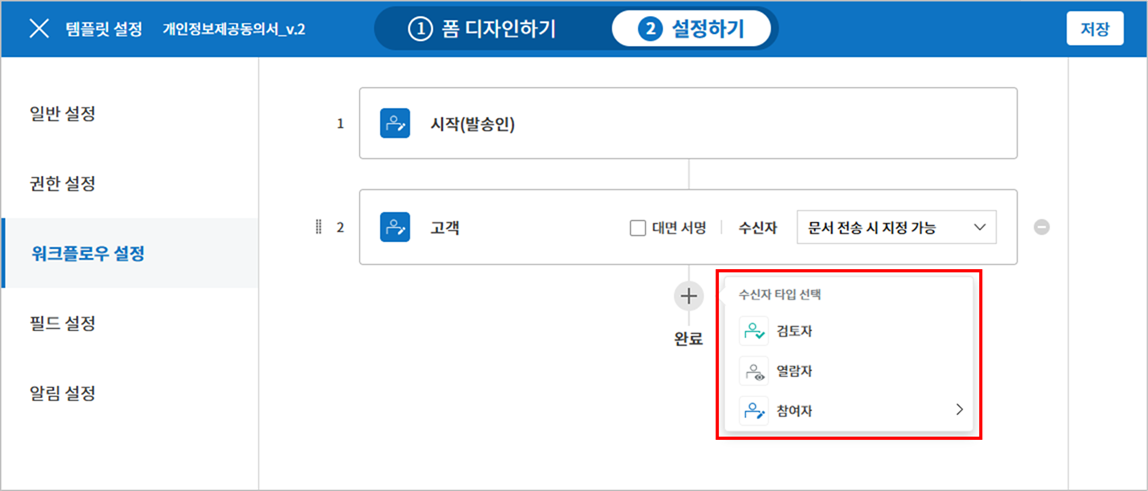 템플릿 설정 개인정보제공동의서_v.2 1 폼 디자인하기 2 설정하기 저장
일반 설정
권한 설정
워크플로우 설정
필드 설정
알림 설정
1 시작(발송인)
2 고객 대면 서명 수신자 문서 전송 시 지정 가능
완료
수신자 타입 선택
검토자
열람자
참여자